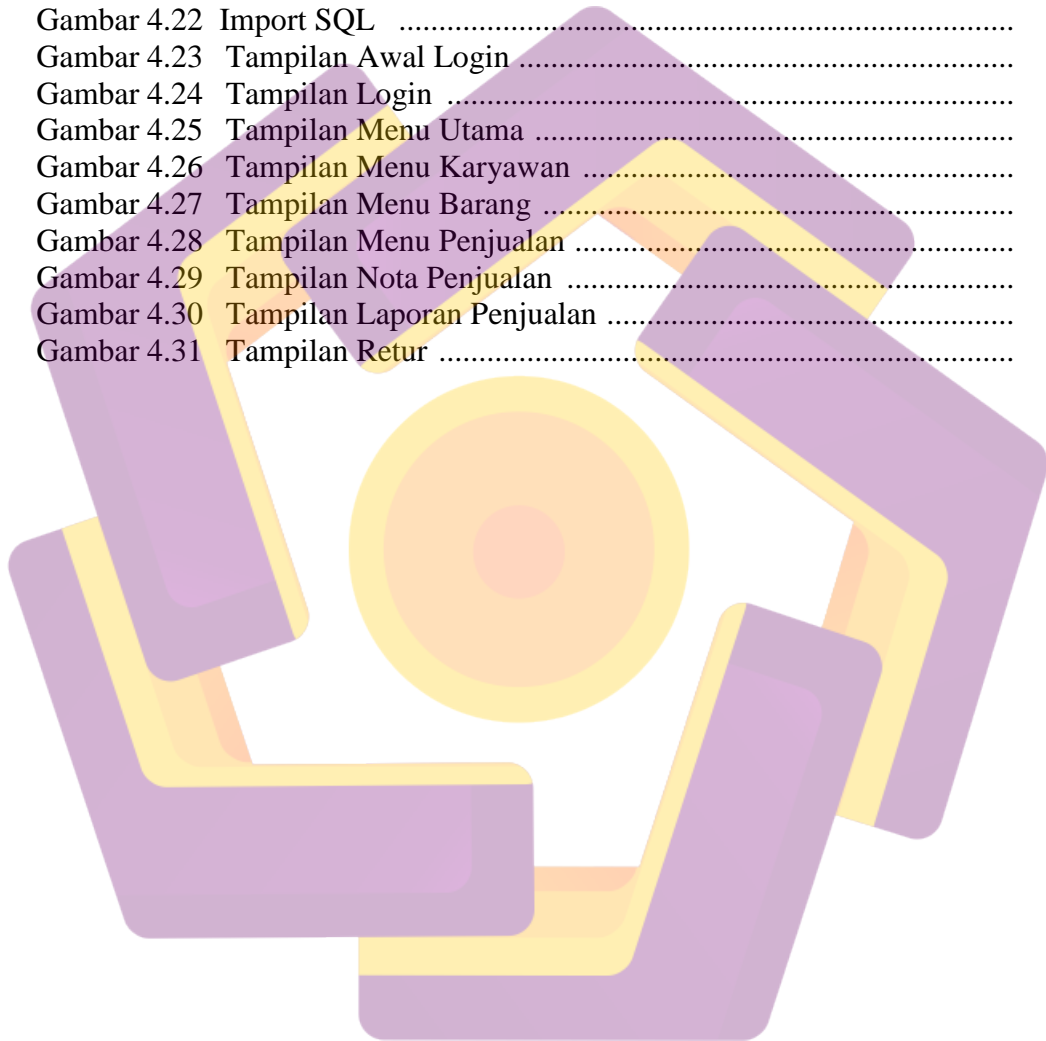 Gambar 4.22 Import SQL ........................................................................................................
Gambar 4.23 Tampilan Awal Login ....................................................................................
Gambar 4.24 Tampilan Login ................................................................................................
Gambar 4.25 Tampilan Menu Utama .................................................................................
Gambar 4.26 Tampilan Menu Karyawan .........................................................................
Gambar 4.27 Tampilan Menu Barang ................................................................................
Gambar 4.28 Tampilan Menu Penjualan ..........................................................................
Gambar 4.29 Tampilan Nota Penjualan ............................................................................
Gambar 4.30 Tampilan Laporan Penjualan .....................................................................
Gambar 4.31 Tampilan Retur ..................................................................................................